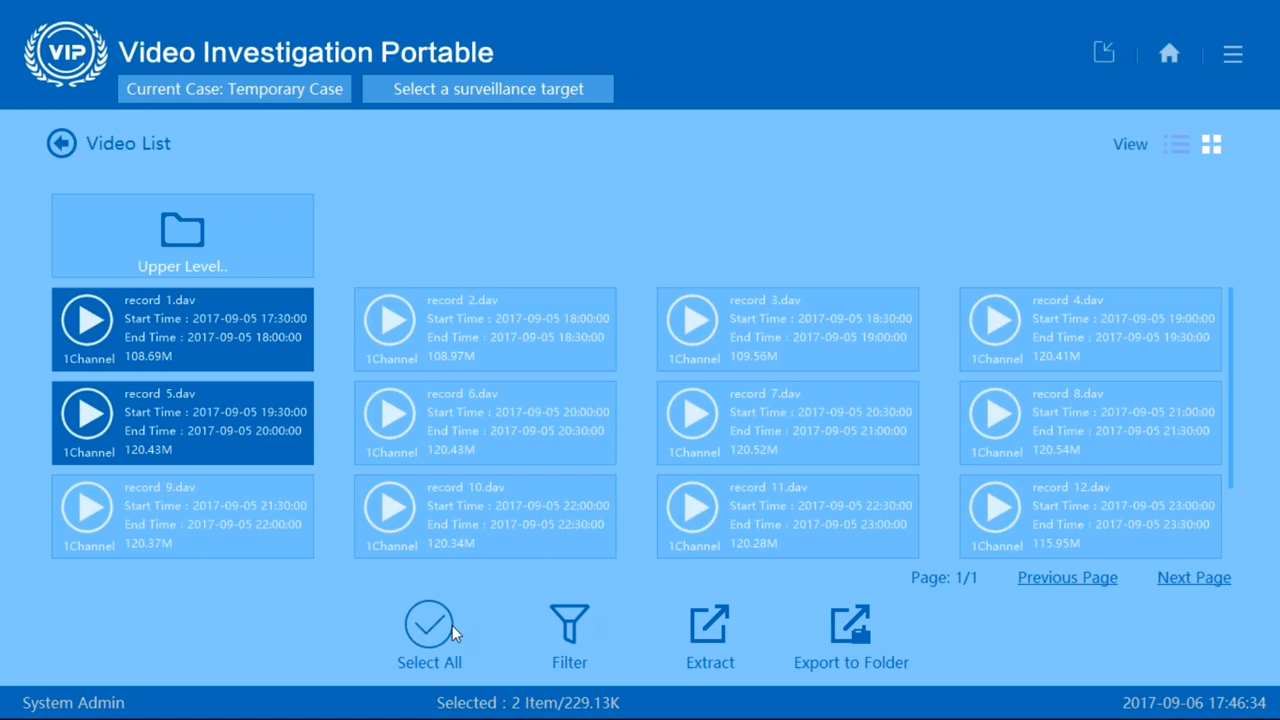 VIP
Video Investigation Portable
Current Case: Temporary Case
Select a surveillance target
Video List
View
Upper Level..
record 1.dav
Start Time : 2017-09-05 17:30:00
End Time : 2017-09-05 18:00:00
108.69M
1Channel
record 2.dav
Start Time : 2017-09-05 18:00:00
End Time : 2017-09-05 18:30:00
108.97M
1Channel
record 3.dav
Start Time : 2017-09-05 18:30:00
End Time : 2017-09-05 19:00:00
109.56M
1Channel
record 4.dav
Start Time : 2017-09-05 19:00:00
End Time : 2017-09-05 19:30:00
120.41M
1Channel
record 5.dav
Start Time : 2017-09-05 19:30:00
End Time : 2017-09-05 20:00:00
120.43M
1Channel
record 6.dav
Start Time : 2017-09-05 20:00:00
End Time : 2017-09-05 20:30:00
120.43M
1Channel
record 7.dav
Start Time : 2017-09-05 20:30:00
End Time : 2017-09-05 21:00:00
120.52M
1Channel
record 8.dav
Start Time : 2017-09-05 21:00:00
End Time : 2017-09-05 21:30:00
120.54M
1Channel
record 9.dav
Start Time : 2017-09-05 21:30:00
End Time : 2017-09-05 22:00:00
120.37M
1Channel
record 10.dav
Start Time : 2017-09-05 22:00:00
End Time : 2017-09-05 22:30:00
120.34M
1Channel
record 11.dav
Start Time : 2017-09-05 22:30:00
End Time : 2017-09-05 23:00:00
120.28M
1Channel
record 12.dav
Start Time : 2017-09-05 23:00:00
End Time : 2017-09-05 23:30:00
115.95M
1Channel
Page: 1/1
Previous Page
Next Page
Select All
Filter
Extract
Export to Folder
System Admin
Selected : 2 Item/229.13K
2017-09-06 17:46:34